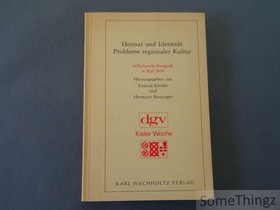 Heimat und Identität
Probleme regionaler Kultur
Volkskunde-Kongreß
in Kiel 1979
Herausgegeben von
Konrad Köstlin
und
Hermann Bausinger
dgv
Kieler Woche
KARL WACHHOLTZ VERLAG
SomeThingz